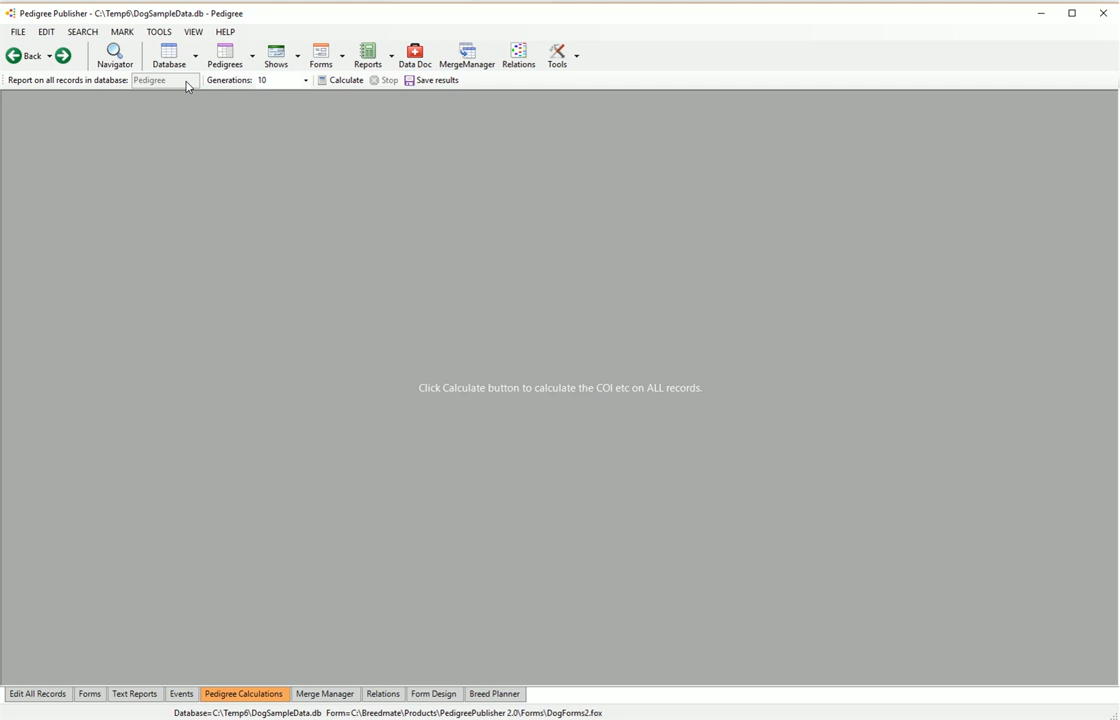 Pedigree Publisher - C:\Temp6\DogSampleData.db - Pedigree
FILE EDIT SEARCH MARK TOOLS VIEW HELP
Back Navigator Database Pedigrees Shows Forms Reports Data Doc MergeManager Relations Tools
Report on all records in database: Pedigree Generations: 10 Calculate Stop Save results
Click Calculate button to calculate the COI etc on ALL records.
Edit All Records Forms Text Reports Events Pedigree Calculations Merge Manager Relations Form Design Breed Planner
Database=C:\Temp6\DogSampleData.db Form=C:\Breedmate\Products\PedigreePublisher 2.0\Forms\DogForms2.fox